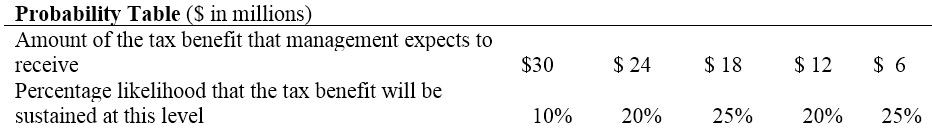 Probability Table ($ in millions)
Amount of the tax benefit that management expects to
receive $30 $ 24 $ 18 $ 12 $ 6
Percentage likelihood that the tax benefit will be
sustained at this level 10% 20% 25% 20% 25%